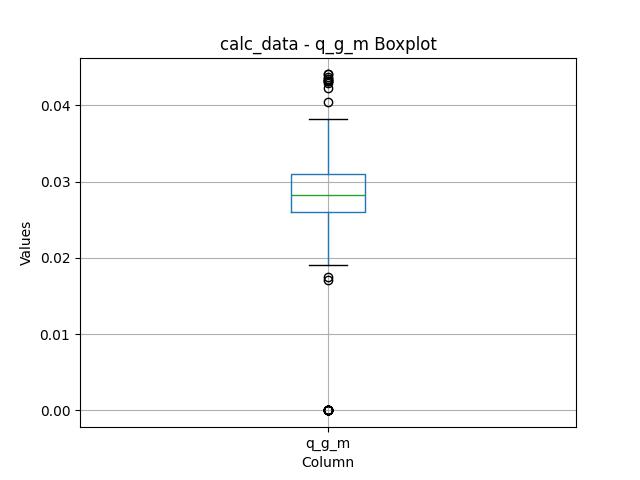 calc_data - q_g_m Boxplot
0.04
0.03
0.02
0.01
0.00
Values
q_g_m
Column